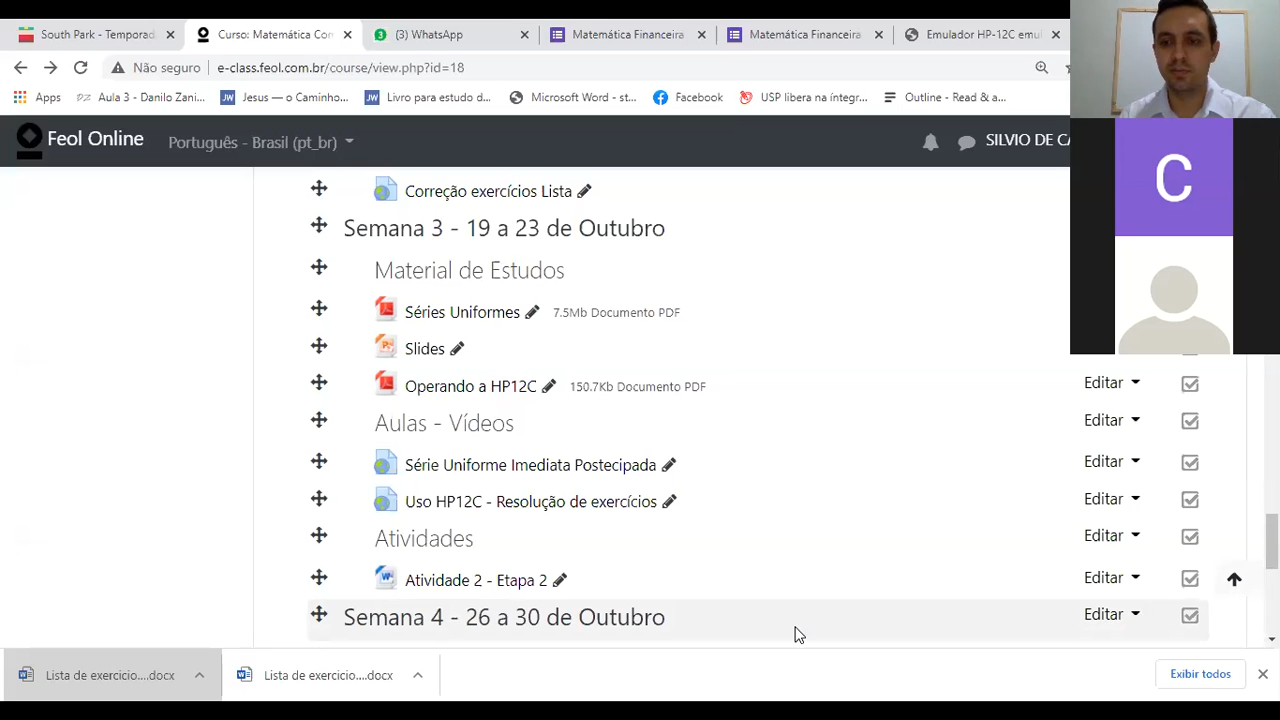 South Park - Temporad
Curso: Matemática Con
(3) WhatsApp
Matemática Financeira
Matemática Financeira
Emulador HP-12C emul
Não seguro
e-class.feol.com.br/course/view.php?id=18
Apps
Aula 3 - Danilo Zani...
Jesus — o Caminho...
Livro para estudo d...
Microsoft Word - st...
Facebook
USP libera na íntegr...
Outline - Read & a...
Feol Online
Português - Brasil (pt_br)
SILVIO DE CA
Correção exercícios Lista
Semana 3 - 19 a 23 de Outubro
Material de Estudos
Séries Uniformes 7.5Mb Documento PDF
Slides
Operando a HP12C 150.7Kb Documento PDF Editar
Aulas - Vídeos Editar
Série Uniforme Imediata Postecipada Editar
Uso HP12C - Resolução de exercícios Editar
Atividades Editar
Atividade 2 - Etapa 2 Editar
Semana 4 - 26 a 30 de Outubro Editar
Lista de exercicio....docx
Lista de exercicio....docx
Exibir todos
C